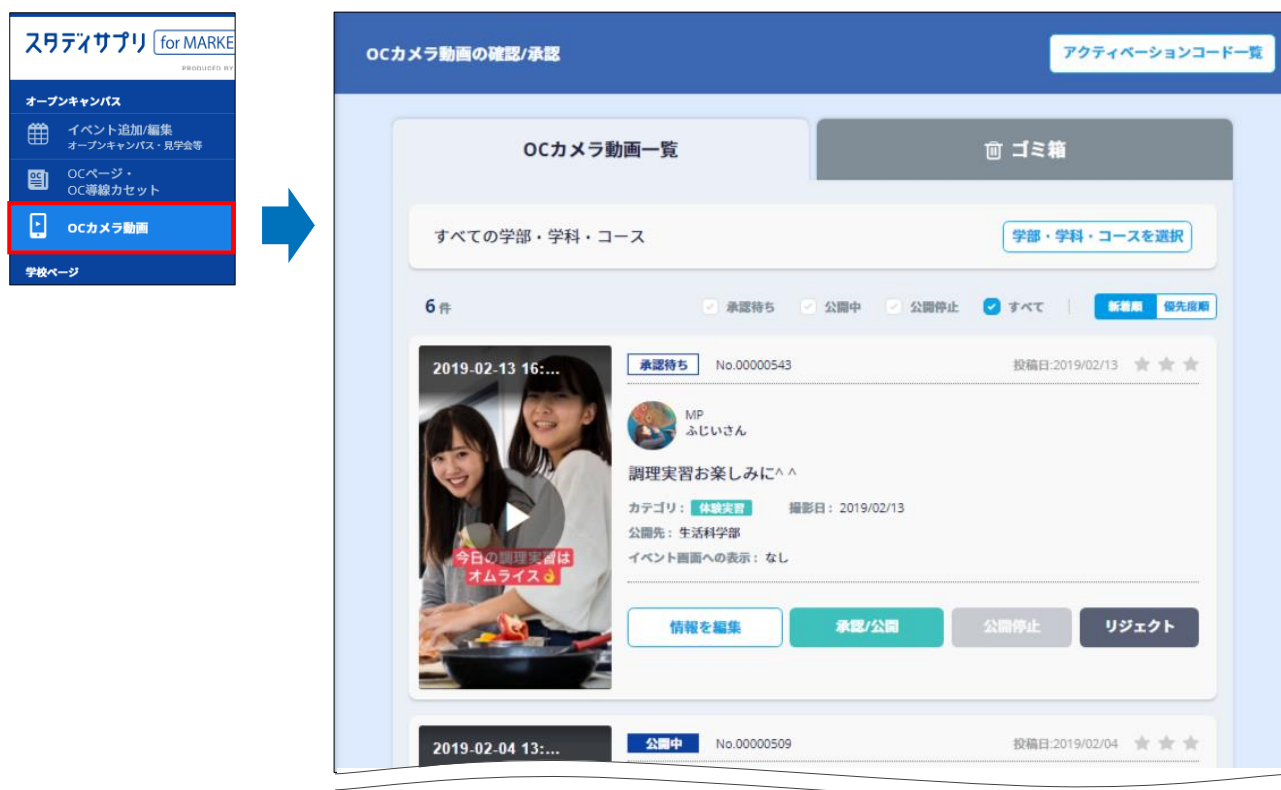 スタディサプリ for MARKE
PRODUCED BY
オープンキャンパス
イベント追加/編集
オープンキャンパス・見学会等
OCページ・
OC導線カセット
OCカメラ動画
学校ページ
OCカメラ動画の確認/承認
アクティベーションコード一覧
OCカメラ動画一覧
ゴミ箱
すべての学部・学科・コース
学部・学科・コースを選択
6 件
承認待ち 公開中 公開停止 すべて 新着順 優先度順
2019-02-13 16:...
今日の調理実習は
オムライス👌
承認待ち No.00000543 投稿日:2019/02/13
MP
ふじいさん
調理実習お楽しみに^ ^
カテゴリ: 体験実習 撮影日: 2019/02/13
公開先: 生活科学部
イベント画面への表示: なし
情報を編集 承認/公開 公開停止 リジェクト
2019-02-04 13:...
公開中 No.00000509 投稿日:2019/02/04